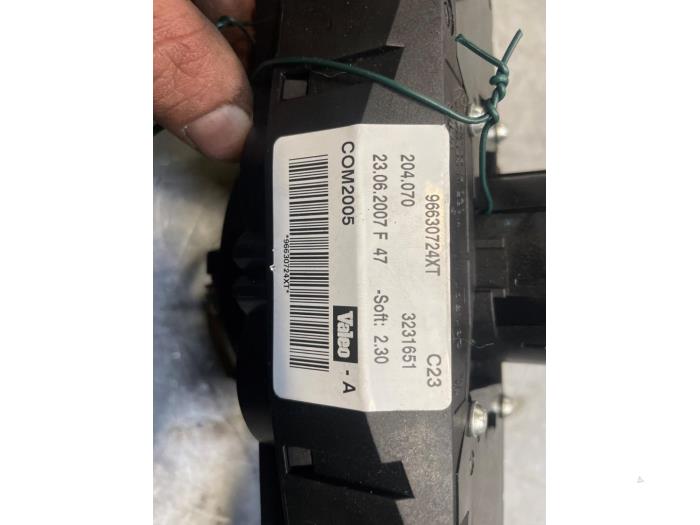 96630724XT C23
204.070 3231651
23.06.2007 F 47 -Soft: 2.30
COM2005 Valeo - A
*96630724XT*